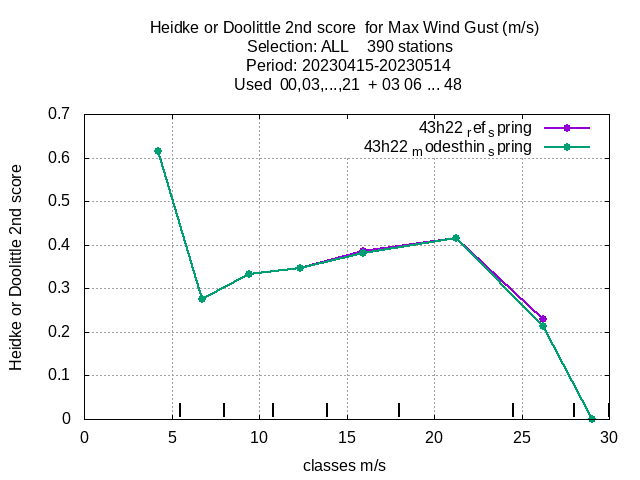 Heidke or Doolittle 2nd score  for Max Wind Gust (m/s)
Selection: ALL    390 stations
Period: 20230415-20230514
Used  00,03,...,21  + 03 06 ... 48
43h22 ref spring
43h22 modesthin spring
Heidke or Doolittle 2nd score
0.7
0.6
0.5
0.4
0.3
0.2
0.1
0
0 5 10 15 20 25 30
classes m/s